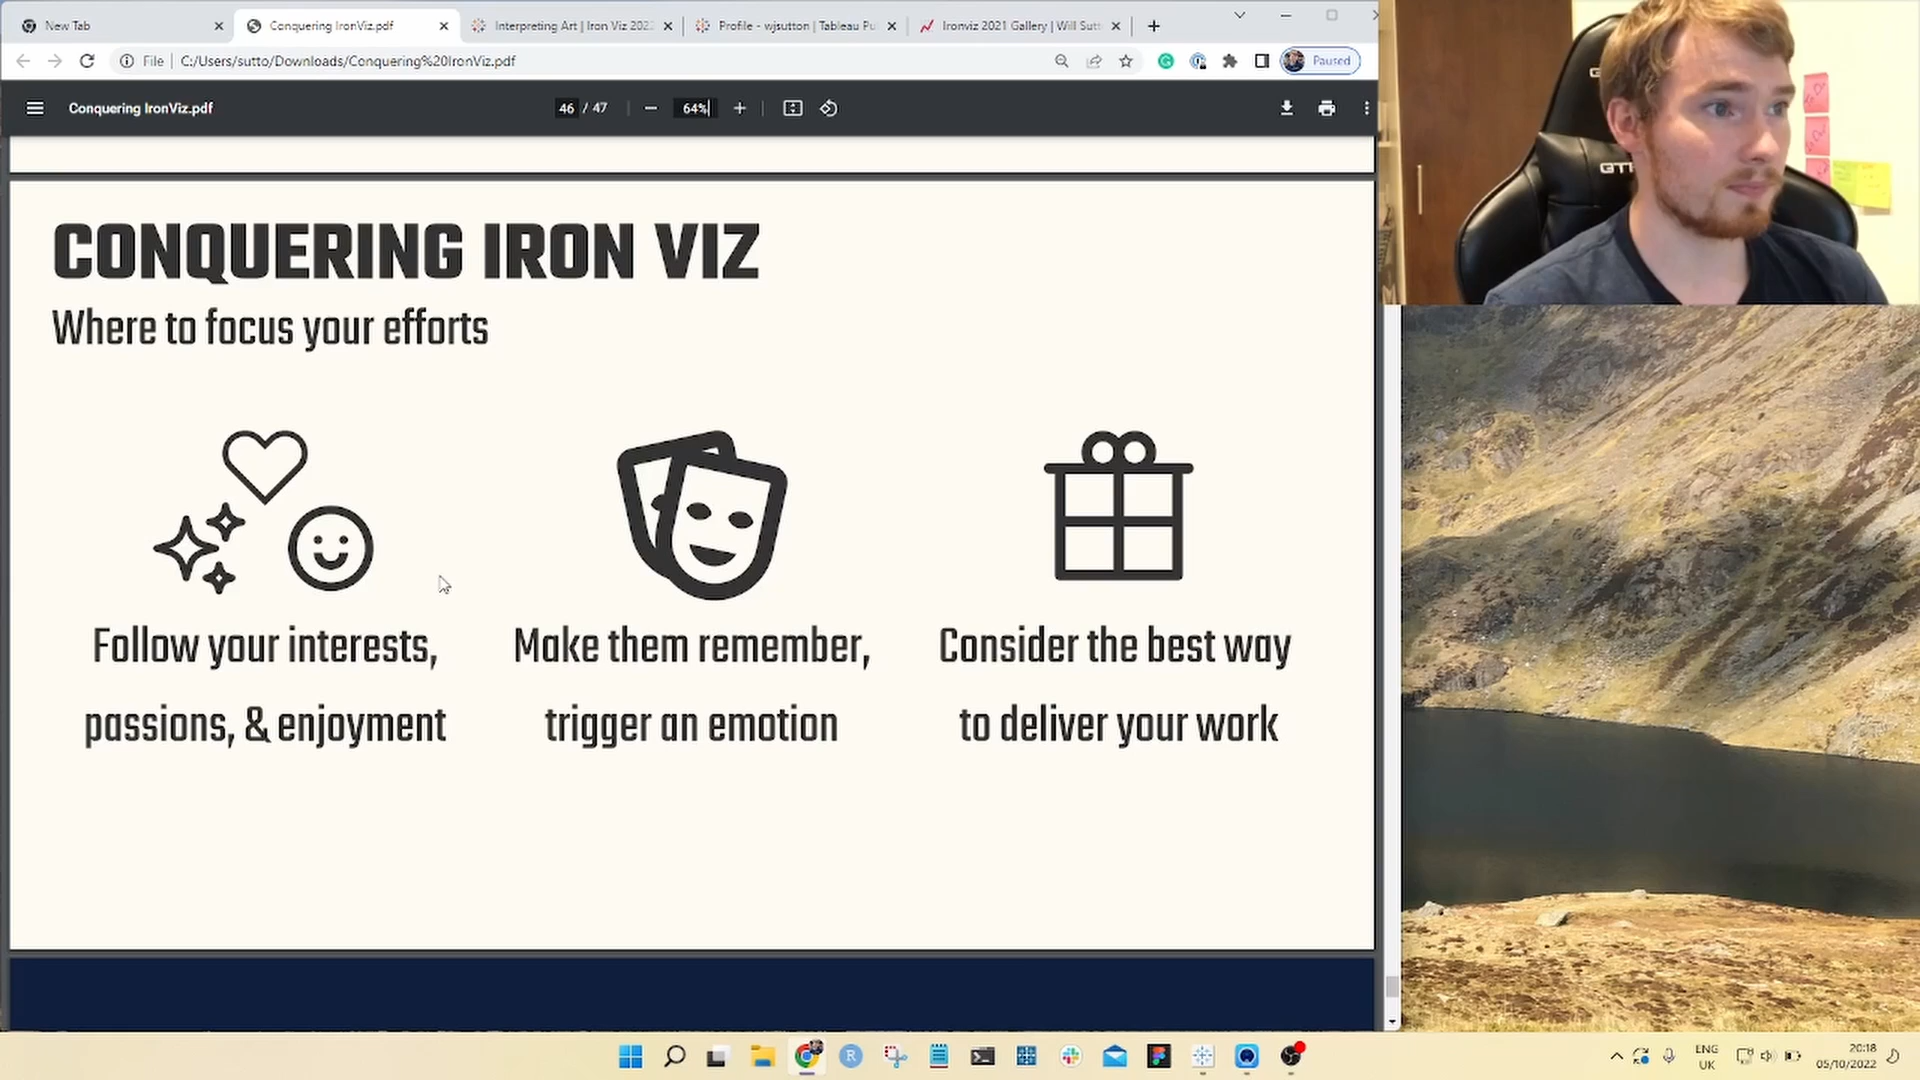 New Tab
Conquering IronViz.pdf
Interpreting Art | Iron Viz 2022
Profile - wjsutton | Tableau Pu
Ironviz 2021 Gallery | Will Sutt
File
C:/Users/sutto/Downloads/Conquering%20IronViz.pdf
Paused
Conquering IronViz.pdf
46 / 47
64%
CONQUERING IRON VIZ
Where to focus your efforts
Follow your interests,
passions, & enjoyment
Make them remember,
trigger an emotion
Consider the best way
to deliver your work
ENG
UK
20:18
05/10/2022